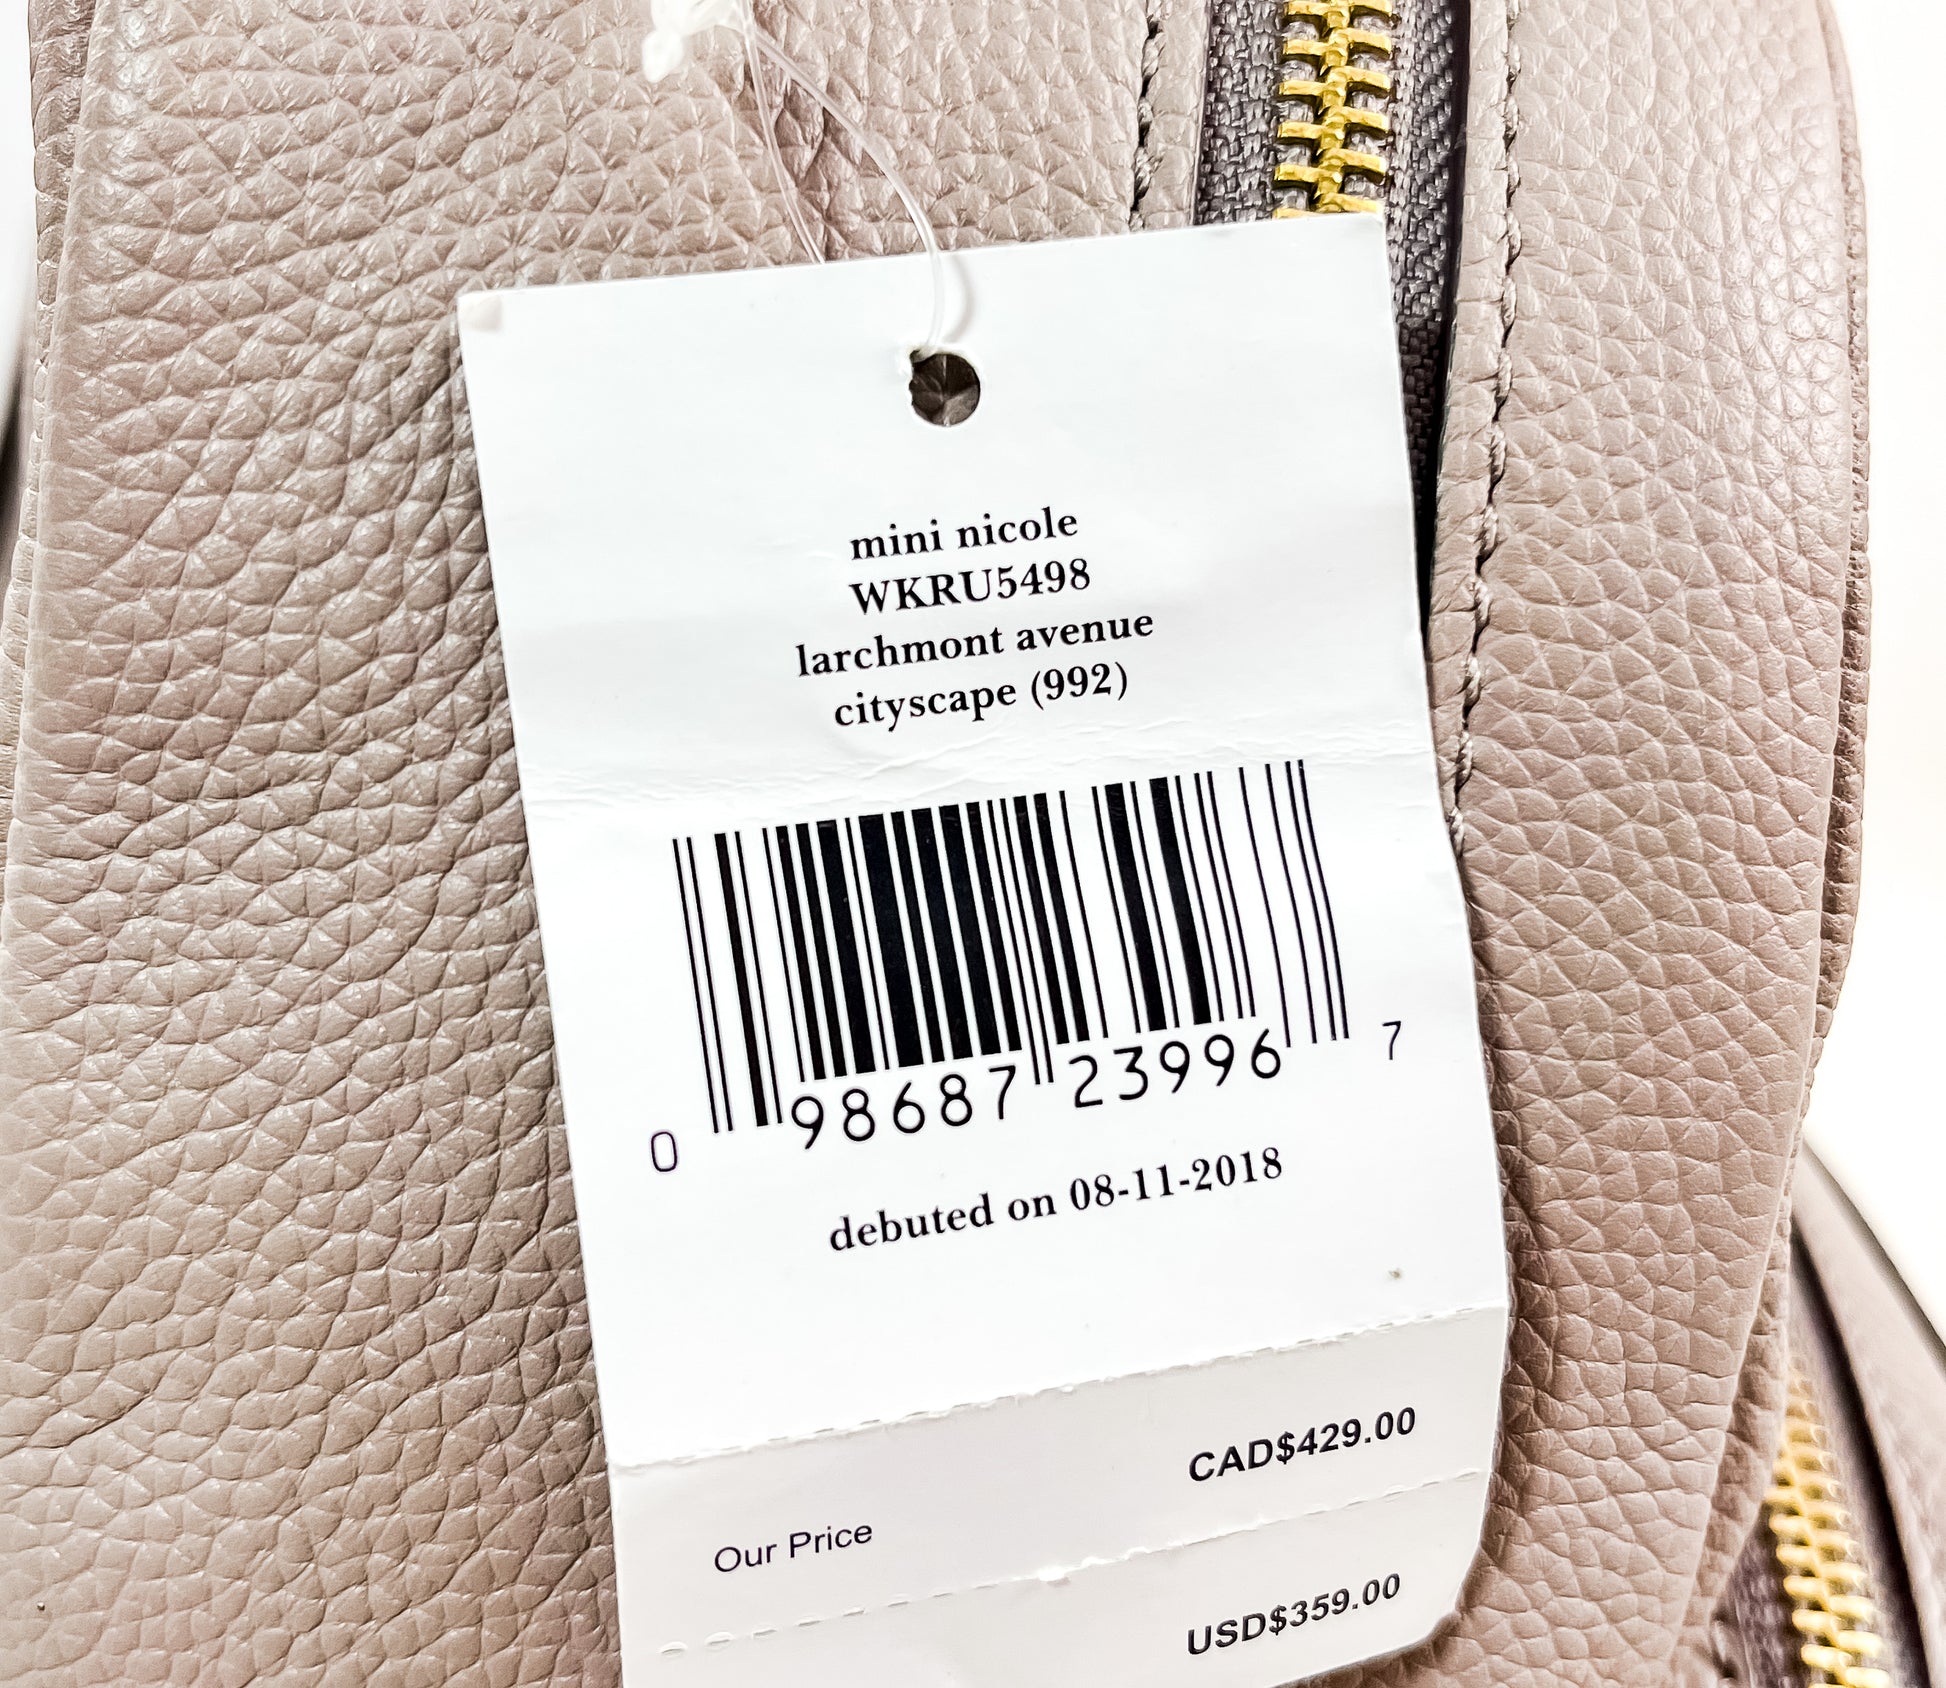 mini nicole
WKRU5498
larchmont avenue
cityscape (992)
0 98687 23996 7
debuted on 08-11-2018
CAD$429.00
Our Price
USD$359.00